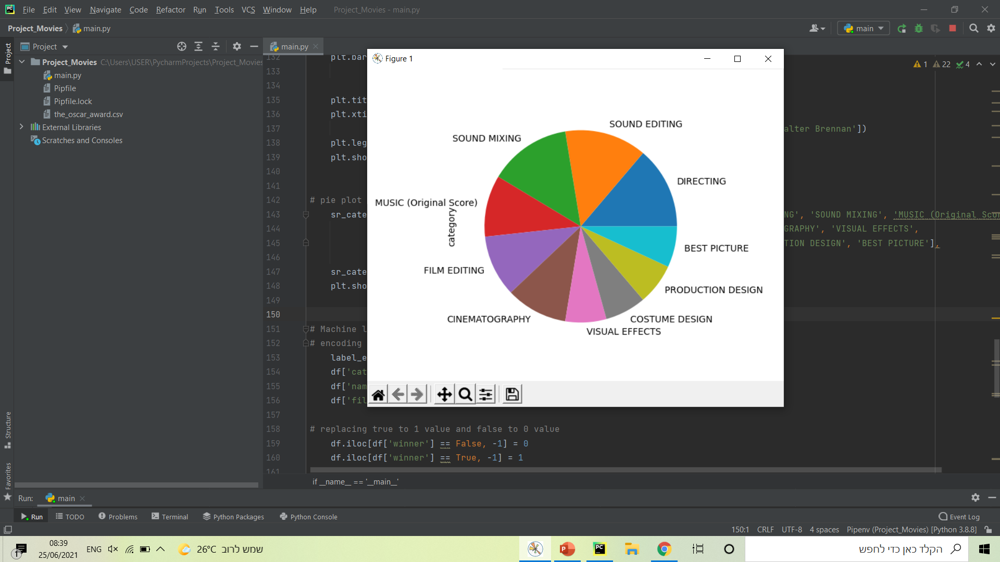 File Edit View Navigate Code Refactor Run Tools VCS Window Help Project_Movies - main.py
Project_Movies main.py main
Project
Project main.py
Project_Movies C:\Users\USER\PycharmProjects\Project_Movies
main.py
Pipfile
Pipfile.lock
the_oscar_award.csv
External Libraries
Scratches and Consoles
Structure
Favorites
1 22 4
132 plt.bar
133
134
135 plt.tit
136 plt.xti
137 alter Brennan'])
138 plt.leg
139 plt.sho
140
141
142 # pie plot
143 sr_cate NG', 'SOUND MIXING', 'MUSIC (Original Scor
144 GRAPHY', 'VISUAL EFFECTS',
145 TION DESIGN', 'BEST PICTURE'],
146
147 sr_cate
148 plt.sho
149
150
151 # Machine l
152 # encoding
153 label_e
154 df['cat
155 df['nam
156 df['fil
157
158 # replacing true to 1 value and false to 0 value
159 df.iloc[df['winner'] == False, -1] = 0
160 df.iloc[df['winner'] == True, -1] = 1
161
if __name__ == '__main__'
Figure 1
SOUND EDITING
SOUND MIXING
DIRECTING
MUSIC (Original Score)
category
BEST PICTURE
FILM EDITING
PRODUCTION DESIGN
CINEMATOGRAPHY
COSTUME DESIGN
VISUAL EFFECTS
Run: main
Run TODO Problems Terminal Python Packages Python Console Event Log
150:1 CRLF UTF-8 4 spaces Pipenv (Project_Movies) [Python 3.8.8]
1
08:39
25/06/2021
ENG
26°C שמש לרוב
P
PC
הקלד כאן כדי לחפש